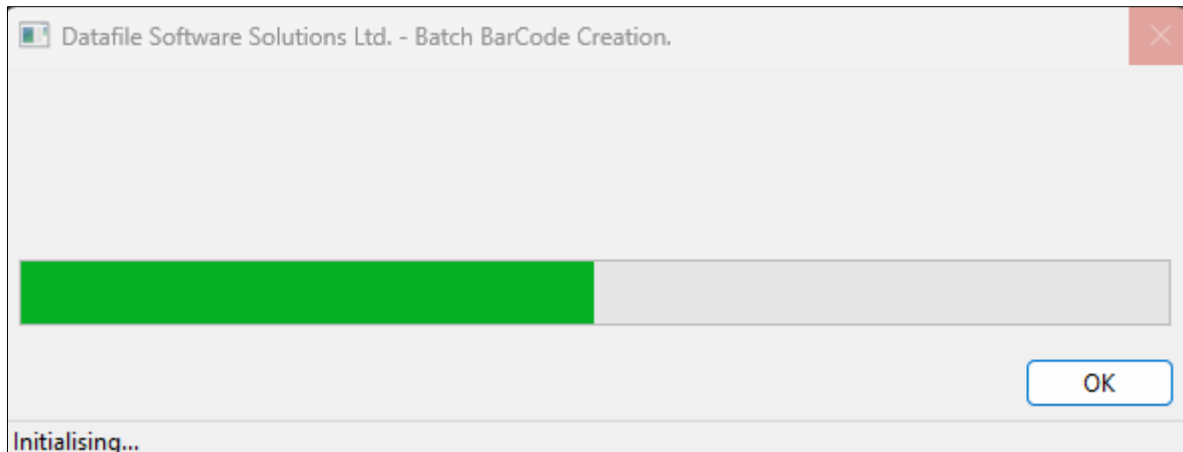 Datafile Software Solutions Ltd. - Batch BarCode Creation.
OK
Initialising...